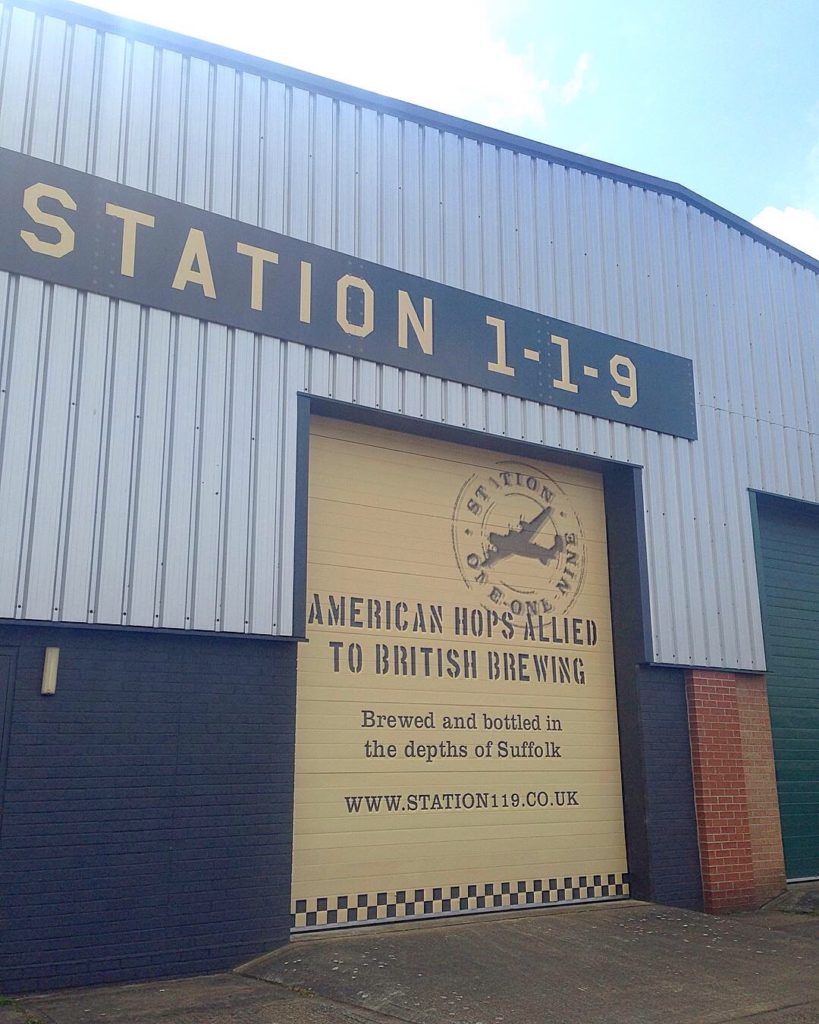 STATION 1-1-9
STATION
ONE·ONE·NINE
AMERICAN HOPS ALLIED
TO BRITISH BREWING
Brewed and bottled in
the depths of Suffolk
WWW.STATION119.CO.UK